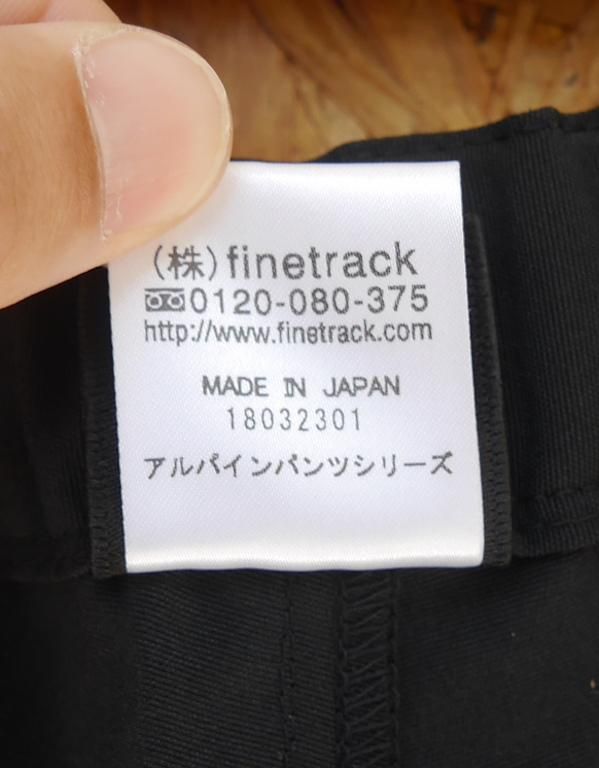 (株)finetrack
0120-080-375
http://www.finetrack.com
MADE IN JAPAN
18032301
アルパインパンツシリーズ